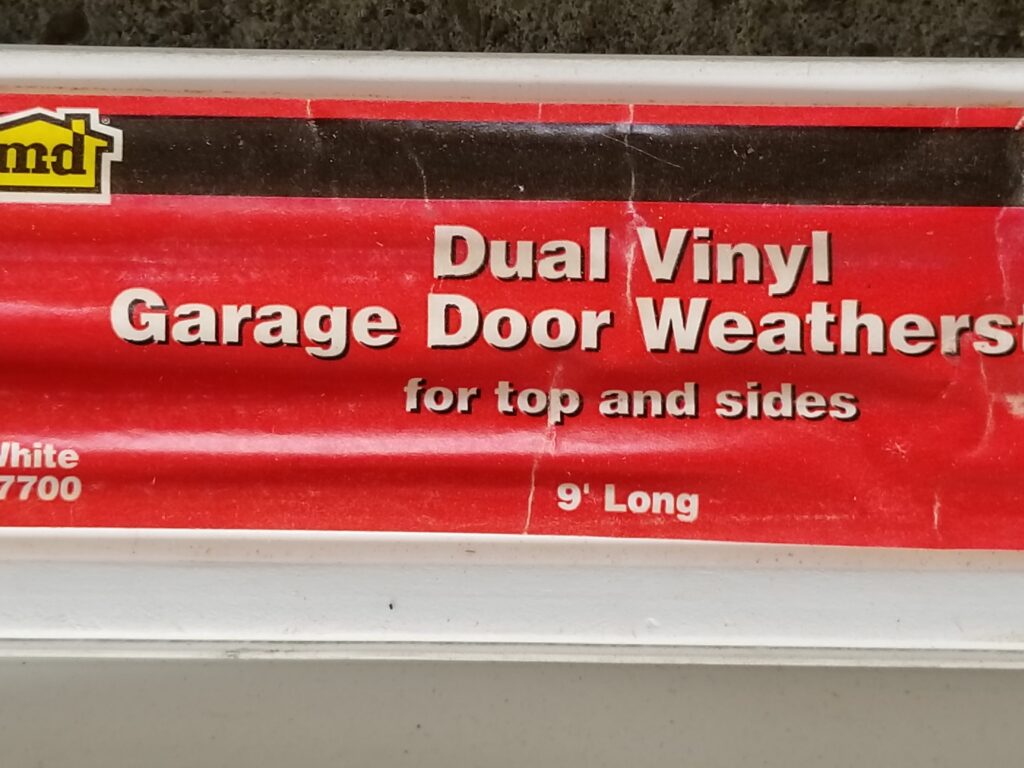 m-d
Dual Vinyl
Garage Door Weatherst
for top and sides
White
7700
9' Long